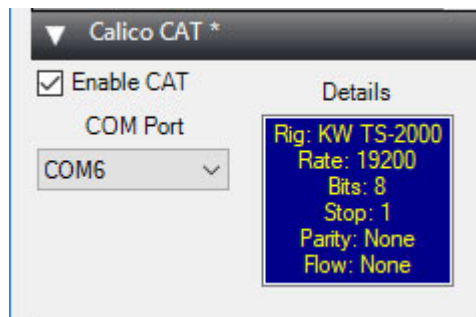 Calico CAT *
Enable CAT
COM Port
COM6
Details
Rig: KW TS-2000
Rate: 19200
Bits: 8
Stop: 1
Parity: None
Flow: None